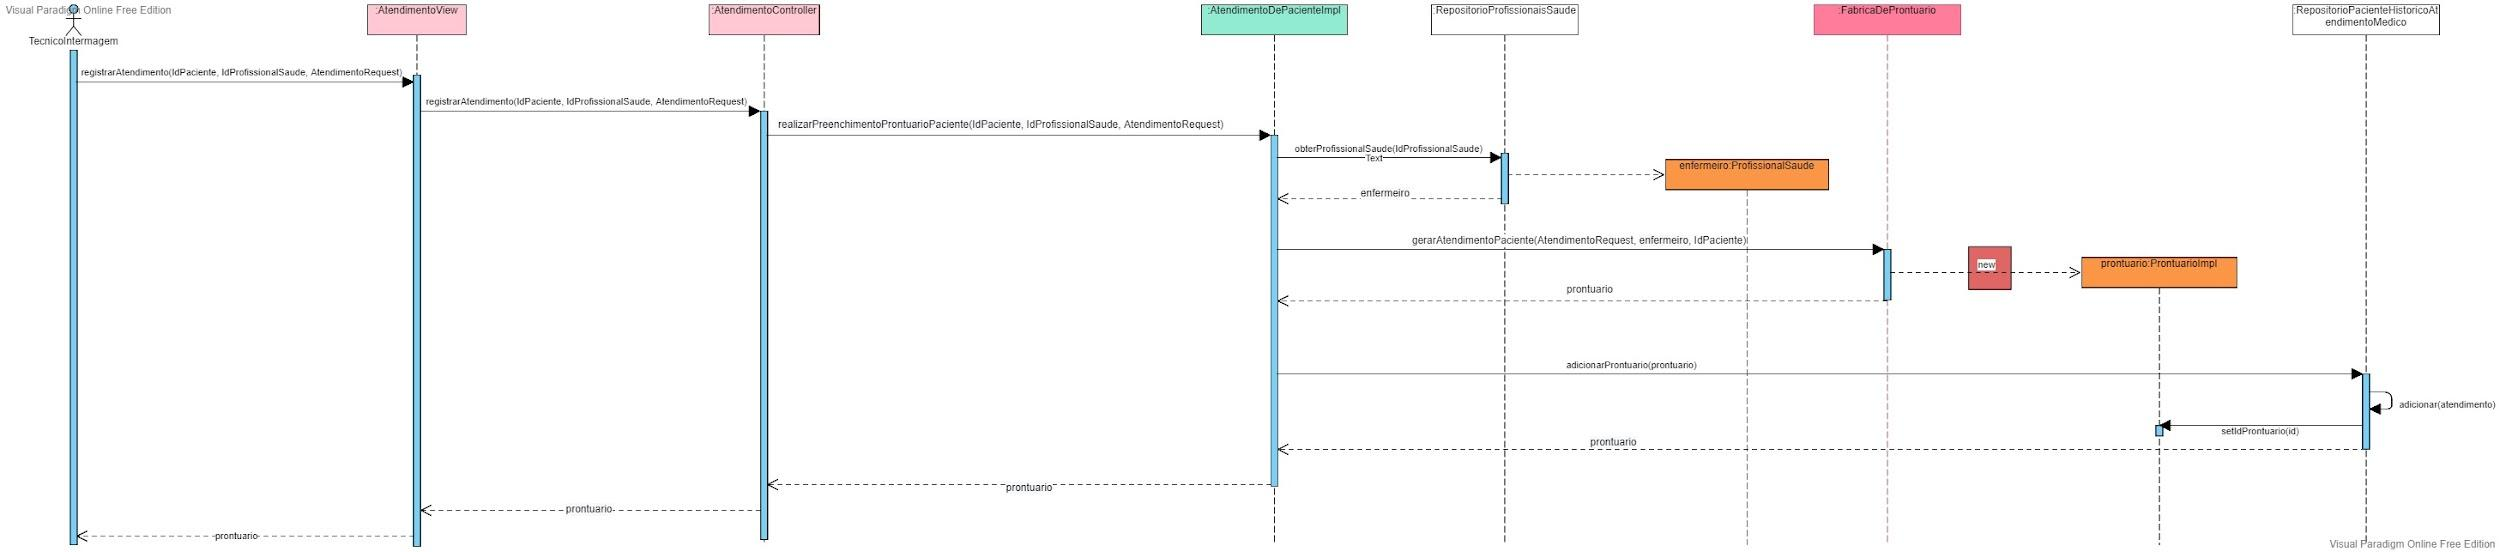 Visual Paradigm Online Free Edition
TecnicoIntermagem
:AtendimentoView
:AtendimentoController
:AtendimentoDePacienteImpl
:RepositorioProfissionaisSaude
:FabricaDeProntuario
:RepositorioPacienteHistoricoAt
endimentoMedico
registrarAtendimento(IdPaciente, IdProfissionalSaude, AtendimentoRequest)
registrarAtendimento(IdPaciente, IdProfissionalSaude, AtendimentoRequest)
realizarPreenchimentoProntuarioPaciente(IdPaciente, IdProfissionalSaude, AtendimentoRequest)
obterProfissionalSaude(IdProfissionalSaude)
Text
enfermeiro:ProfissionalSaude
enfermeiro
gerarAtendimentoPaciente(AtendimentoRequest, enfermeiro, IdPaciente)
new
prontuario:ProntuarioImpl
prontuario
adicionarProntuario(prontuario)
adicionar(atendimento)
setIdProntuario(id)
prontuario
prontuario
prontuario
prontuario
Visual Paradigm Online Free Edition